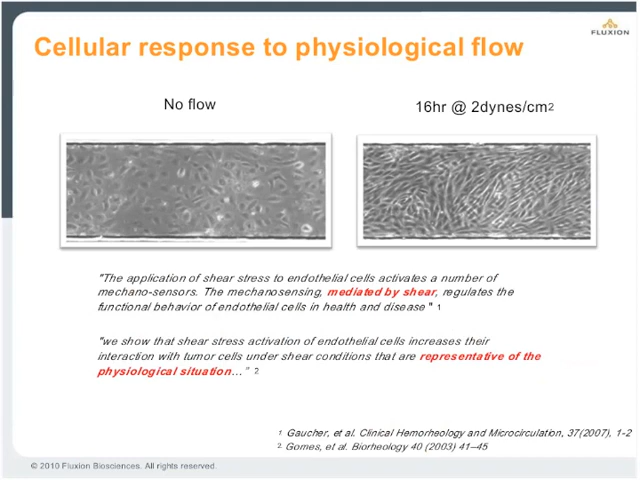 FLUXION
Cellular response to physiological flow
No flow
16hr @ 2dynes/cm2
"The application of shear stress to endothelial cells activates a number of
mechano-sensors. The mechanosensing, mediated by shear, regulates the
functional behavior of endothelial cells in health and disease " 1
"we show that shear stress activation of endothelial cells increases their
interaction with tumor cells under shear conditions that are representative of the
physiological situation…" 2
1 Gaucher, et al. Clinical Hemorheology and Microcirculation, 37(2007), 1-2
2 Gomes, et al. Biorheology 40 (2003) 41–45
© 2010 Fluxion Biosciences. All rights reserved.